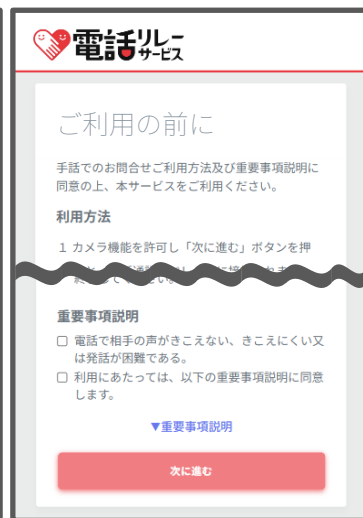 電話リレー
サービス
ご利用の前に
手話でのお問合せご利用方法及び重要事項説明に
同意の上、本サービスをご利用ください。
利用方法
1 カメラ機能を許可し「次に進む」ボタンを押
重要事項説明
電話で相手の声がきこえない、きこえにくい又
は発話が困難である。
利用にあたっては、以下の重要事項説明に同意
します。
▼重要事項説明
次に進む